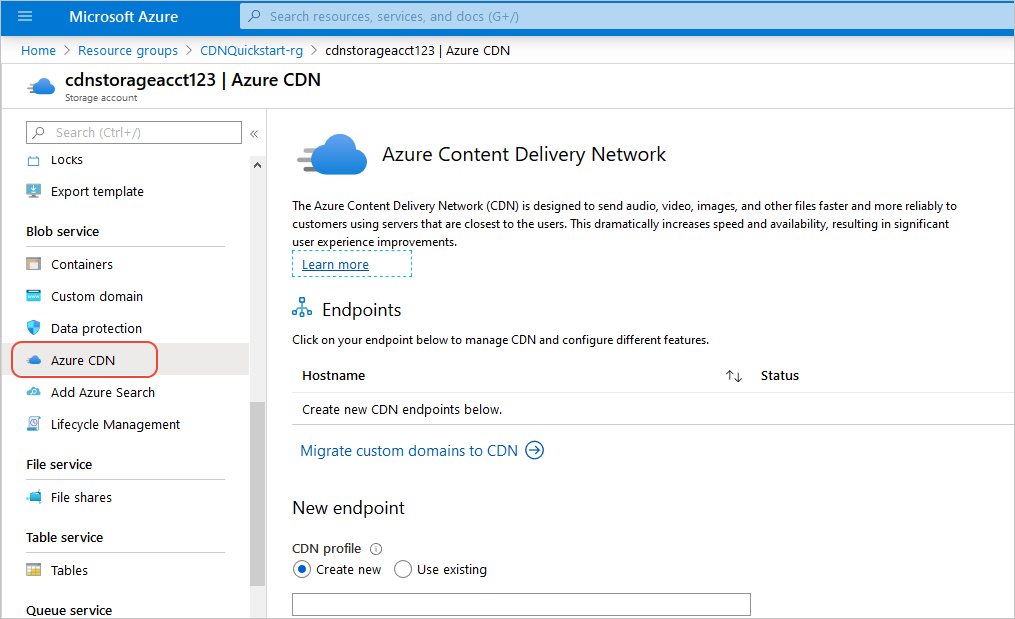 Microsoft Azure
Search resources, services, and docs (G+/)
Home > Resource groups > CDNQuickstart-rg > cdnstorageacct123 | Azure CDN
cdnstorageacct123 | Azure CDN
Storage account
Search (Ctrl+/)
«
Locks
Export template
Blob service
Containers
Custom domain
Data protection
Azure CDN
Add Azure Search
Lifecycle Management
File service
File shares
Table service
Tables
Queue service
Azure Content Delivery Network
The Azure Content Delivery Network (CDN) is designed to send audio, video, images, and other files faster and more reliably to
customers using servers that are closest to the users. This dramatically increases speed and availability, resulting in significant
user experience improvements.
Learn more
Endpoints
Click on your endpoint below to manage CDN and configure different features.
Hostname ↑↓ Status
Create new CDN endpoints below.
Migrate custom domains to CDN
New endpoint
CDN profile
Create new Use existing